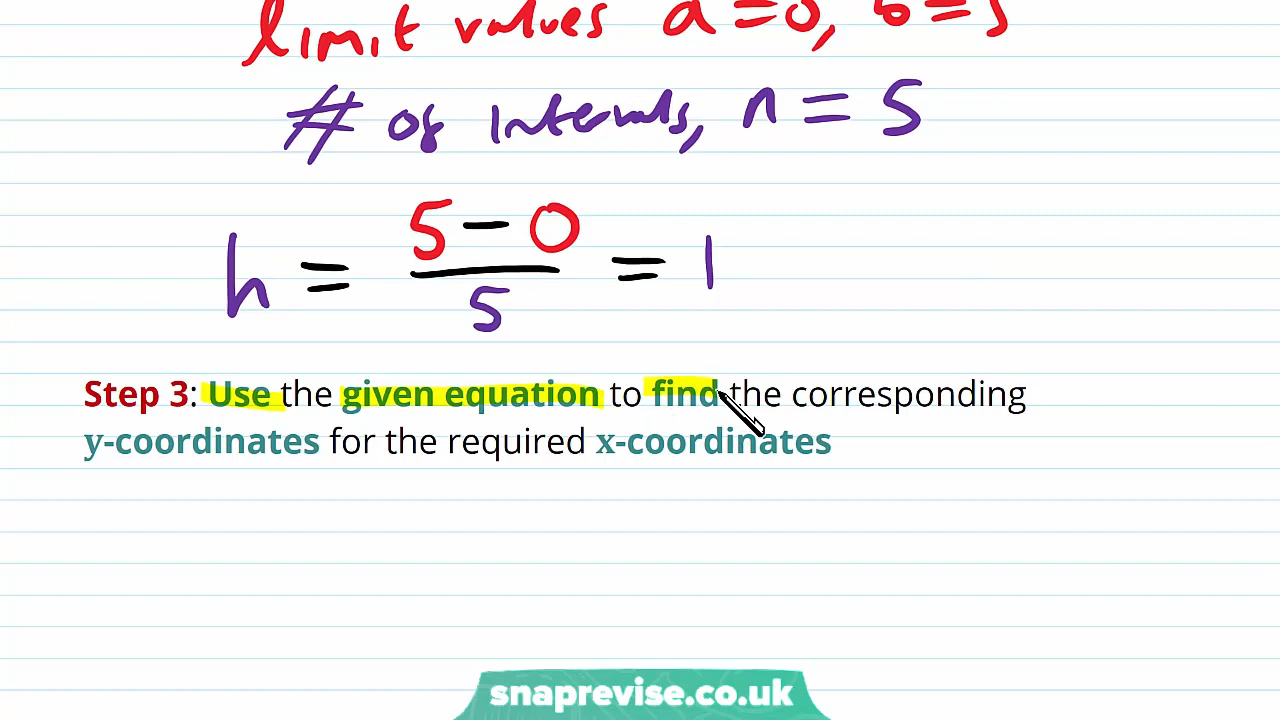 limit values a = 0, b = 5
# of intervals, n = 5
h = 5 - 0 / 5 = 1
Step 3: Use the given equation to find the corresponding
y-coordinates for the required x-coordinates
snaprevise.co.uk